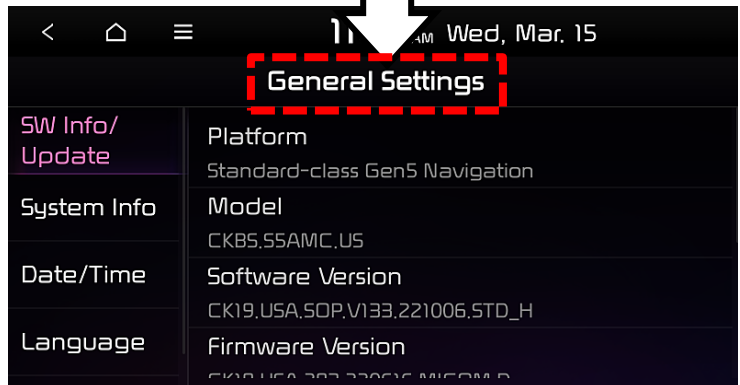 AM Wed, Mar. 15
General Settings
SW Info/
Update
System Info
Date/Time
Language
Platform
Standard-class Gen5 Navigation
Model
CKBS.S5AMC.US
Software Version
CK19.USA.SOP.V133.221006.STD_H
Firmware Version